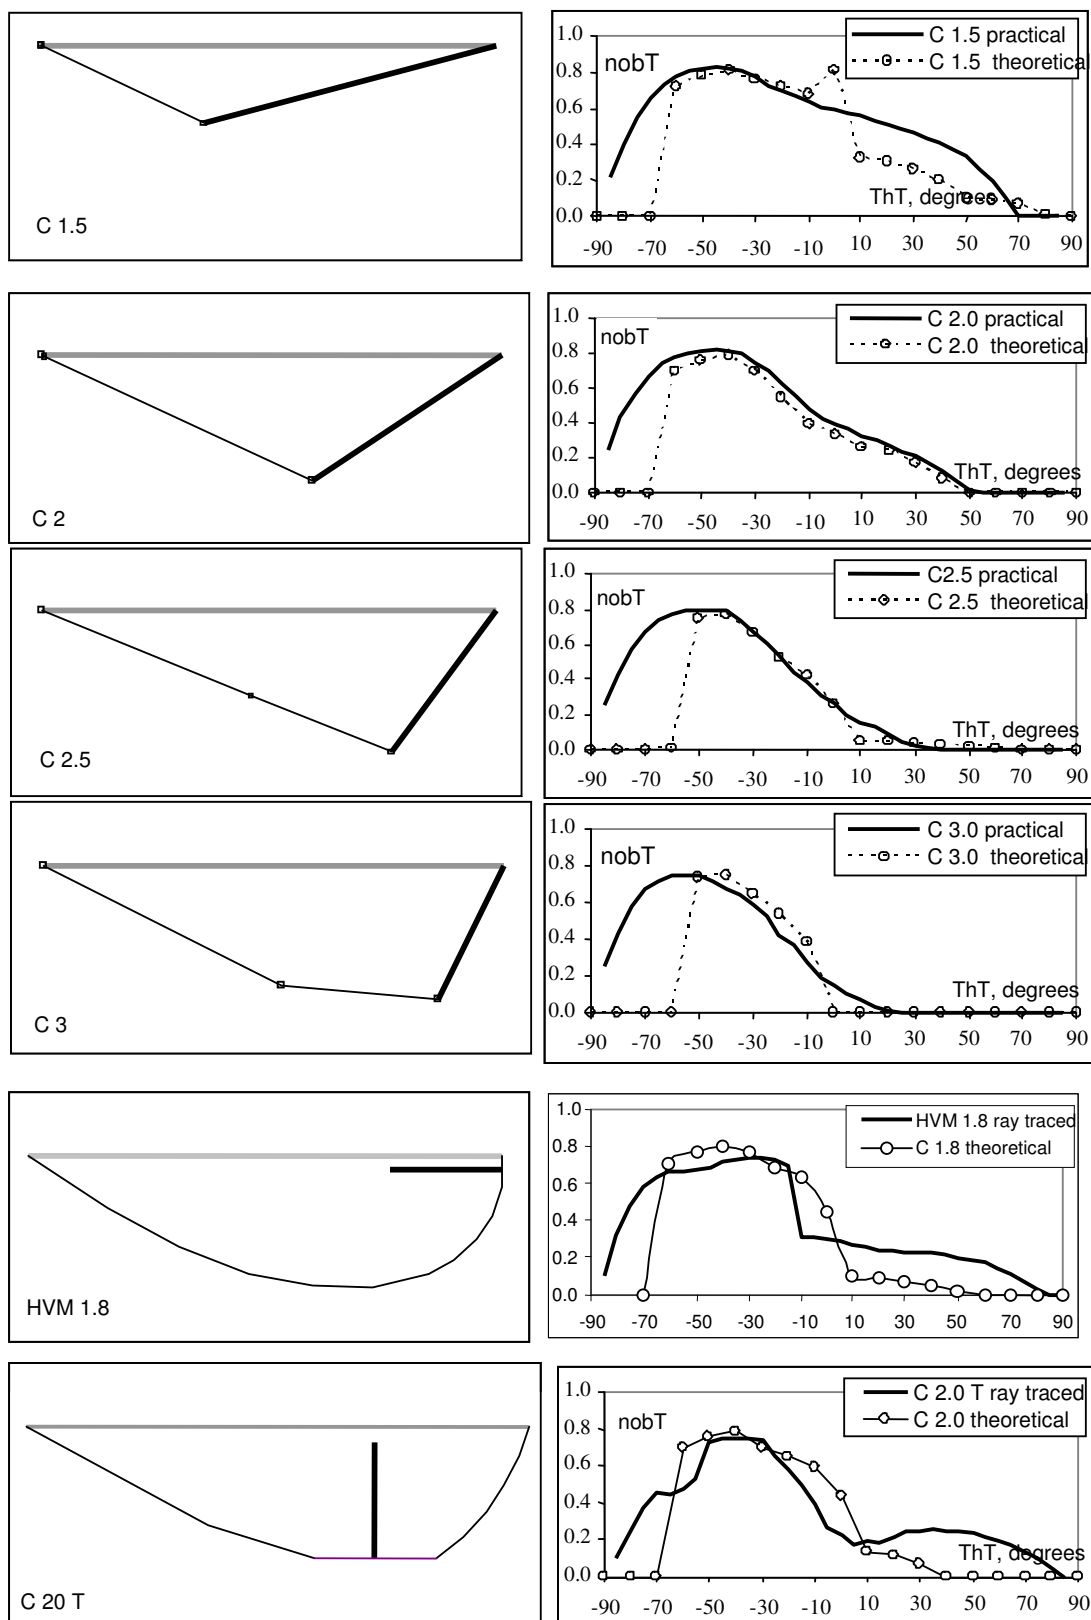 C 1.5
1.0
0.8
0.6
0.4
0.2
0.0
nobT
C 1.5 practical
C 1.5 theoretical
ThT, degrees
-90 -70 -50 -30 -10 10 30 50 70 90
C 2
1.0
0.8
0.6
0.4
0.2
0.0
nobT
C 2.0 practical
C 2.0 theoretical
ThT, degrees
-90 -70 -50 -30 -10 10 30 50 70 90
C 2.5
1.0
0.8
0.6
0.4
0.2
0.0
nobT
C2.5 practical
C 2.5 theoretical
ThT, degrees
-90 -70 -50 -30 -10 10 30 50 70 90
C 3
1.0
0.8
0.6
0.4
0.2
0.0
nobT
C 3.0 practical
C 3.0 theoretical
ThT, degrees
-90 -70 -50 -30 -10 10 30 50 70 90
HVM 1.8
1.0
0.8
0.6
0.4
0.2
0.0
HVM 1.8 ray traced
C 1.8 theoretical
-90 -70 -50 -30 -10 10 30 50 70 90
C 20 T
1.0
0.8
0.6
0.4
0.2
0.0
nobT
C 2.0 T ray traced
C 2.0 theoretical
ThT, degrees
-90 -70 -50 -30 -10 10 30 50 70 90